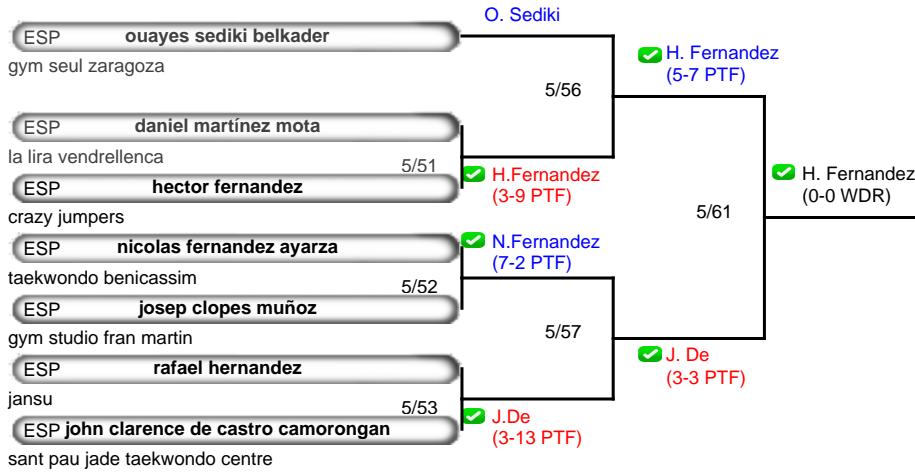 O. Sediki
ESP ouayes sediki belkader
gym seul zaragoza
H. Fernandez
(5-7 PTF)
5/56
ESP daniel martínez mota
la lira vendrellenca
5/51
H.Fernandez
(3-9 PTF)
ESP hector fernandez
crazy jumpers
H. Fernandez
(0-0 WDR)
5/61
ESP nicolas fernandez ayarza
N.Fernandez
(7-2 PTF)
taekwondo benicassim
5/52
ESP josep clopes muñoz
gym studio fran martin
5/57
J. De
(3-3 PTF)
ESP rafael hernandez
jansu
5/53
J.De
(3-13 PTF)
ESP john clarence de castro camorongan
sant pau jade taekwondo centre